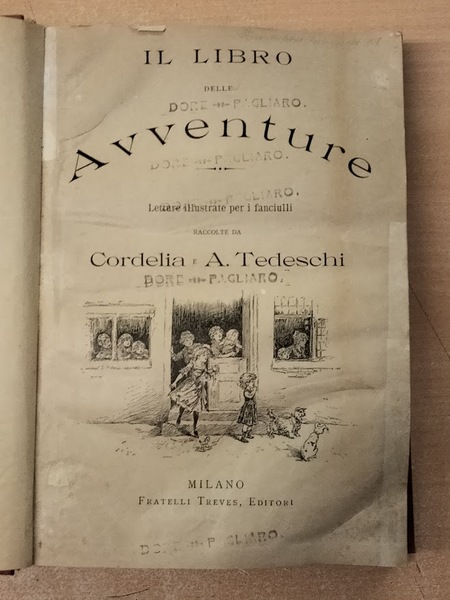 IL LIBRO
DELLE
DORE PAGLIARO.
Avventure
DORE PAGLIARO.
PAGLIARO.
Letture illustrate per i fanciulli
RACCOLTE DA
Cordelia E A. Tedeschi
DORE PAGLIARO.
MILANO
FRATELLI TREVES, EDITORI
DORE PAGLIARO.